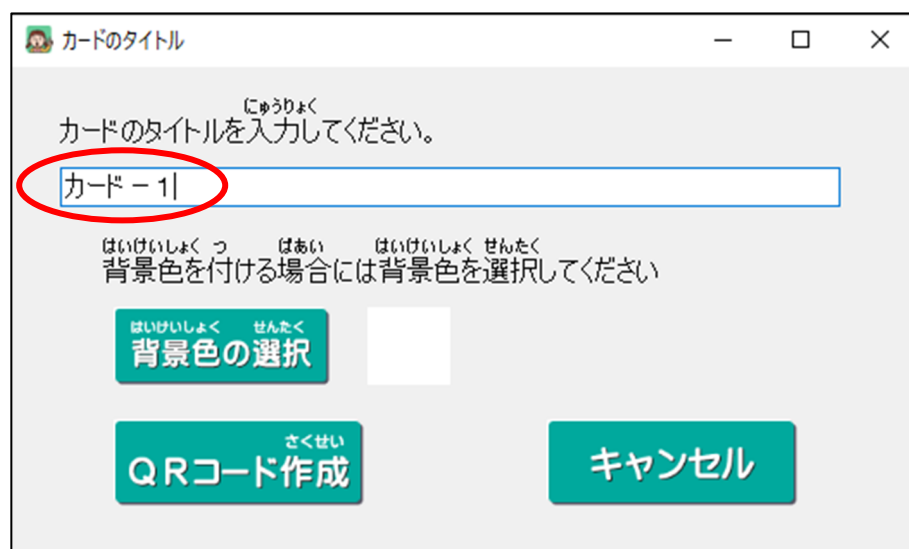 カードのタイトル
にゅうりょく
カードのタイトルを入力してください。
カード － 1
はいけいしょく つ ばあい はいけいしょく せんたく
背景色を付ける場合には背景色を選択してください
はいけいしょく せんたく
背景色の選択
さくせい
QRコード作成
キャンセル